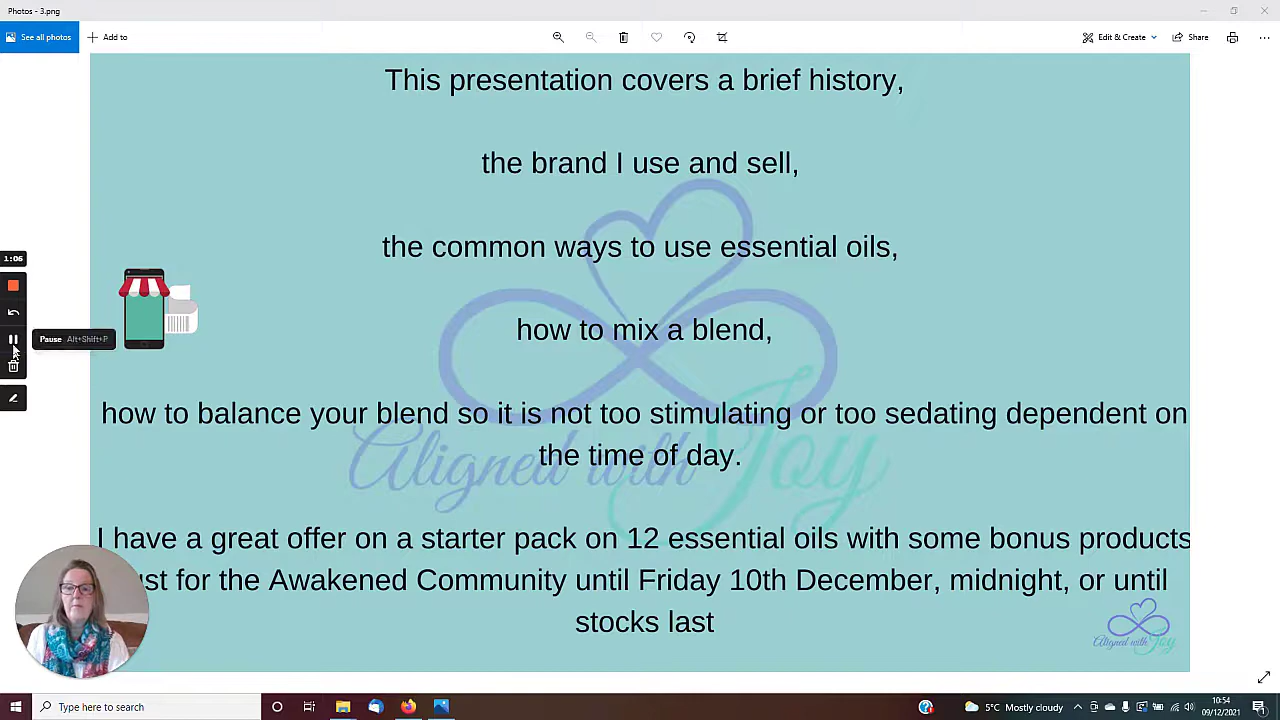 Photos - 3.png
See all photos
Add to
Edit & Create
Share
This presentation covers a brief history,
the brand I use and sell,
the common ways to use essential oils,
how to mix a blend,
how to balance your blend so it is not too stimulating or too sedating dependent on
the time of day.
I have a great offer on a starter pack on 12 essential oils with some bonus products
ust for the Awakened Community until Friday 10th December, midnight, or until
stocks last
Aligned with Joy
Aligned with Joy
1:06
Pause Alt+Shift+P
Type here to search
5°C Mostly cloudy
10:54
09/12/2021